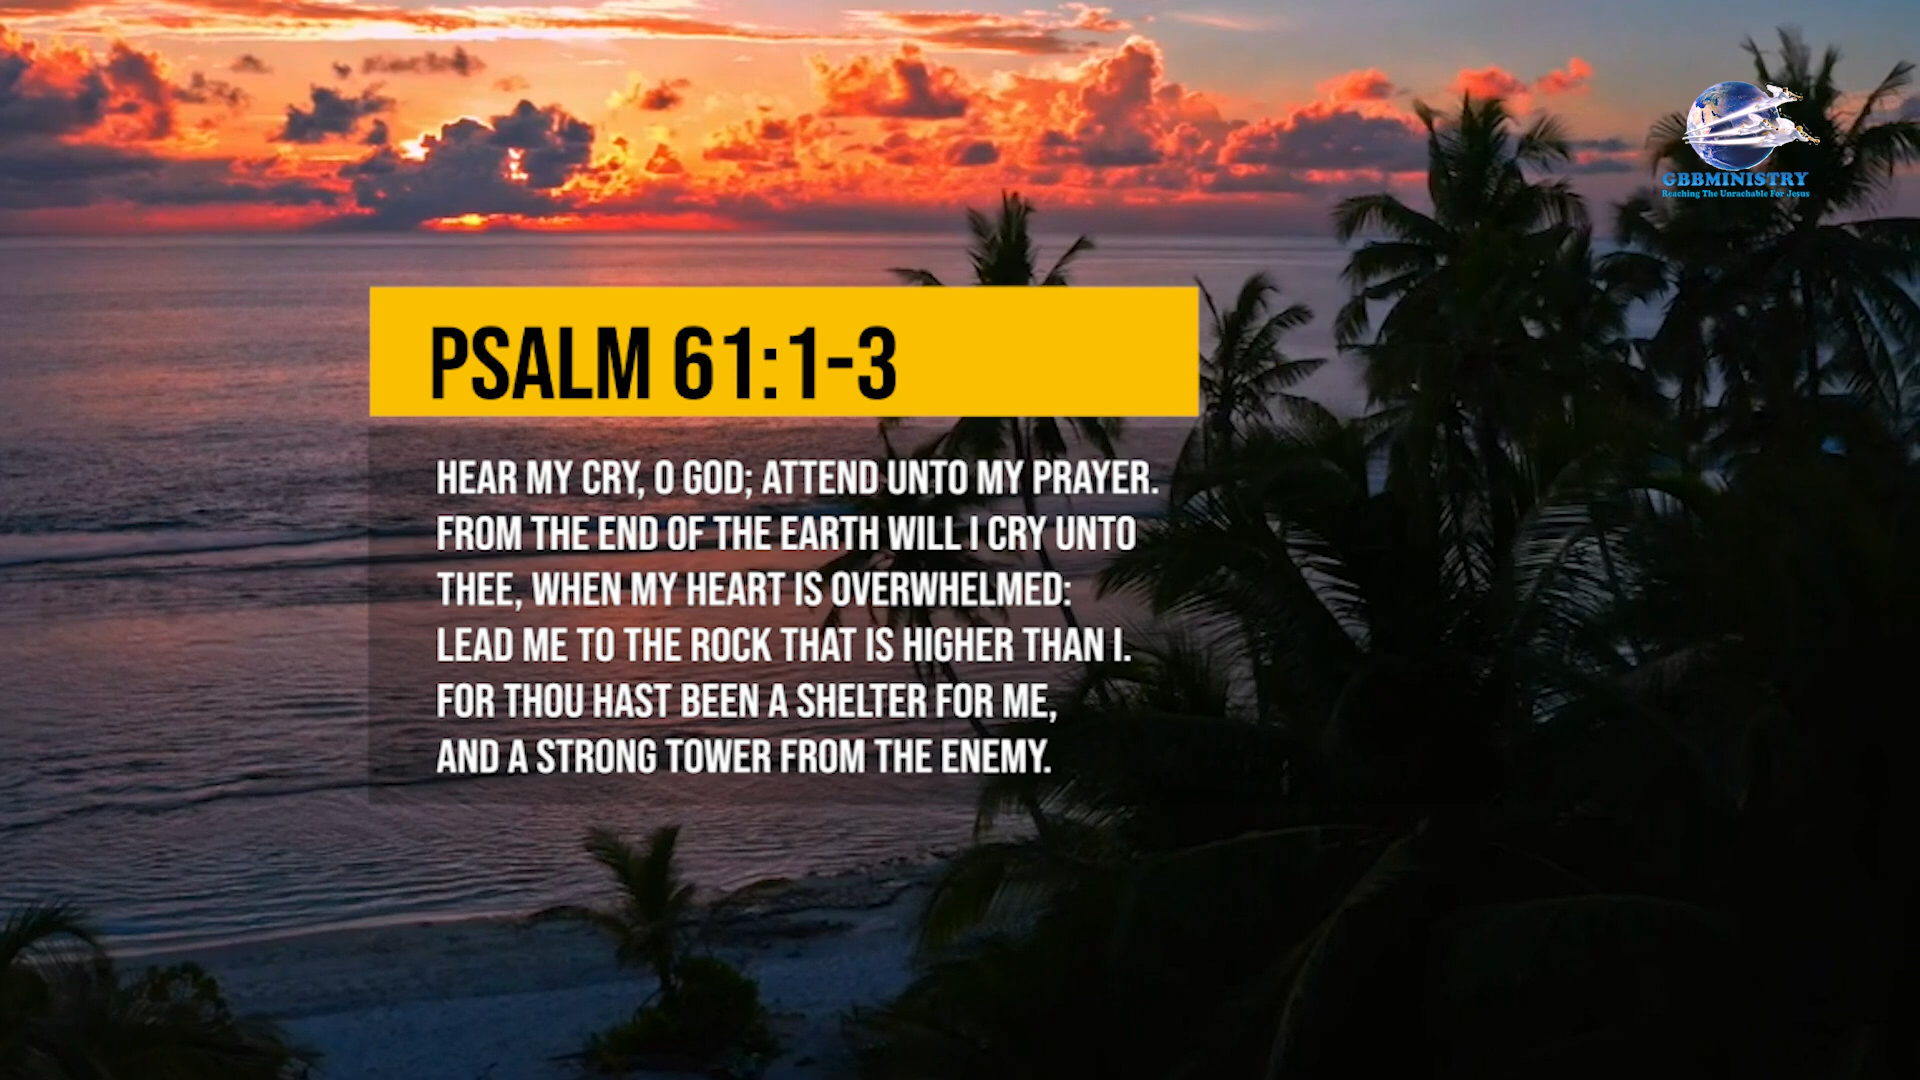 GBBMINISTRY
Reaching The Unrachable For Jesus
PSALM 61:1-3
HEAR MY CRY, O GOD; ATTEND UNTO MY PRAYER.
FROM THE END OF THE EARTH WILL I CRY UNTO
THEE, WHEN MY HEART IS OVERWHELMED:
LEAD ME TO THE ROCK THAT IS HIGHER THAN I.
FOR THOU HAST BEEN A SHELTER FOR ME,
AND A STRONG TOWER FROM THE ENEMY.